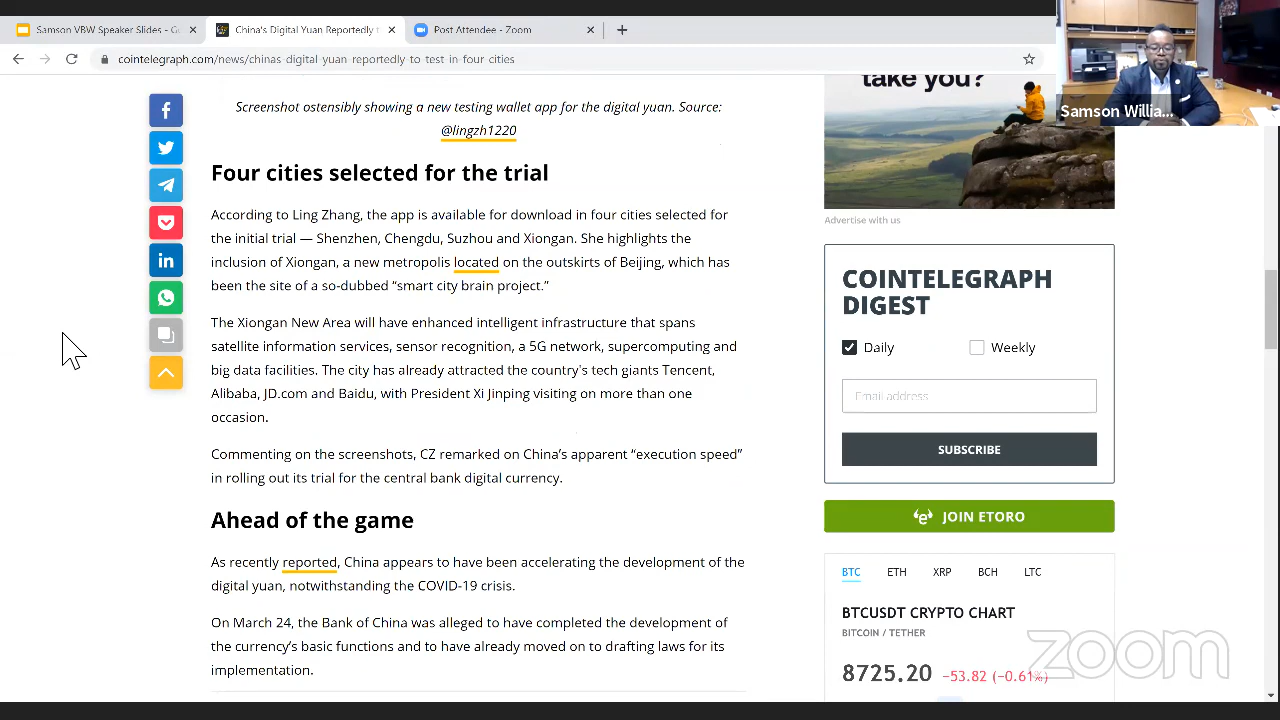 Samson VBW Speaker Slides - G
China's Digital Yuan Reported
Post Attendee - Zoom
cointelegraph.com/news/chinas digital yuan
four cities
take you?
Samson Willia...
Screenshot ostensibly showing a new testing wallet app for the digital yuan. Source:
@lingzh1220
Four cities selected for the trial
According to Ling Zhang, the app is available for download in four cities selected for
the initial trial — Shenzhen, Chengdu, Suzhou and Xiongan. She highlights the
inclusion of Xiongan, a new metropolis located on the outskirts of Beijing, which has
been the site of a so-dubbed “smart city brain project.”
The Xiongan New Area will have enhanced intelligent infrastructure that spans
satellite information services, sensor recognition, a 5G network, supercomputing and
big data facilities. The city has already attracted the country's tech giants Tencent,
Alibaba, JD.com and Baidu, with President Xi Jinping visiting on more than one
occasion.
Commenting on the screenshots, CZ remarked on China’s apparent “execution speed”
in rolling out its trial for the central bank digital currency.
Ahead of the game
As recently reported, China appears to have been accelerating the development of the
digital yuan, notwithstanding the COVID-19 crisis.
On March 24, the Bank of China was alleged to have completed the development of
the currency’s basic functions and to have already moved on to drafting laws for its
implementation.
Advertise with us
COINTELEGRAPH
DIGEST
Daily Weekly
Email address
SUBSCRIBE
JOIN ETORO
BTC ETH XRP BCH LTC
BTCUSDT CRYPTO CHART
BITCOIN / TETHER
8725.20 −53.82 (−0.61%)
zoom